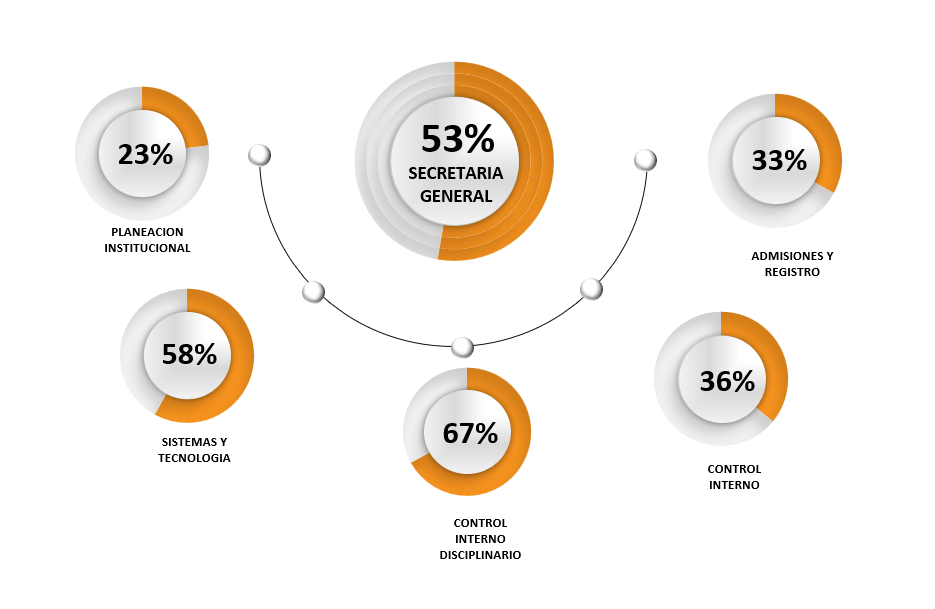 53%
SECRETARIA
GENERAL
23%
PLANEACION
INSTITUCIONAL
33%
ADMISIONES Y
REGISTRO
58%
SISTEMAS Y
TECNOLOGIA
36%
CONTROL
INTERNO
67%
CONTROL
INTERNO
DISCIPLINARIO